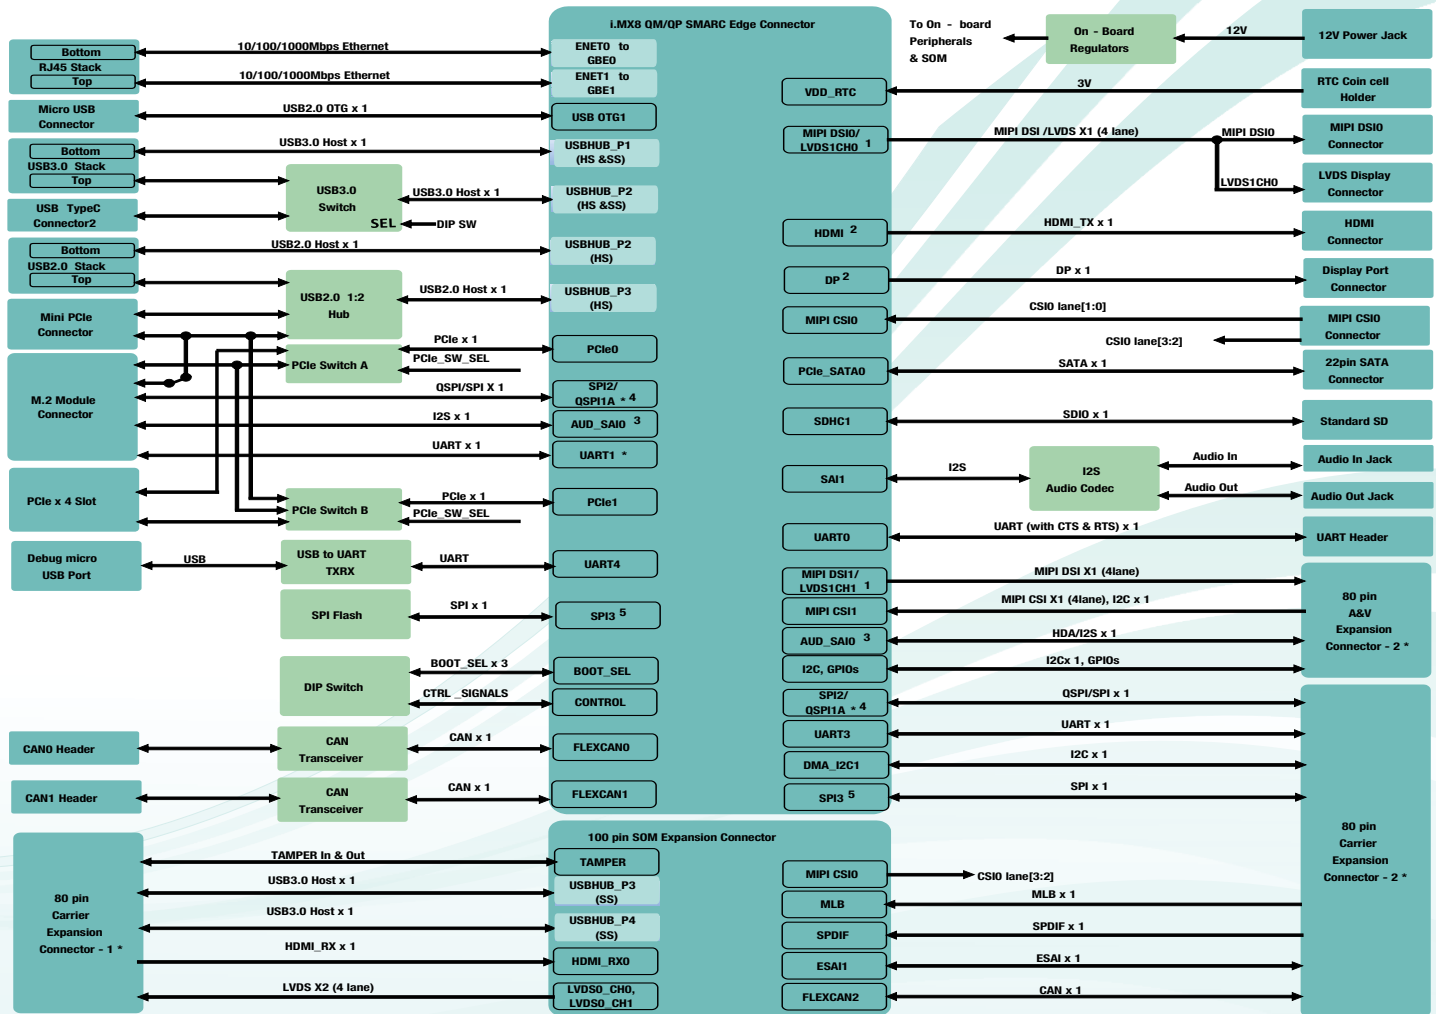 i.MX8 QM/QP SMARC Edge Connector
Bottom
RJ45 Stack
Top
10/100/1000Mbps Ethernet
10/100/1000Mbps Ethernet
ENET0 to
GBE0
ENET1 to
GBE1
Micro USB
Connector
USB2.0 OTG x 1
USB OTG1
Bottom
USB3.0 Stack
Top
USB3.0 Host x 1
USBHUB_P1
(HS &SS)
USB TypeC
Connector2
USB3.0
Switch
SEL
USB3.0 Host x 1
DIP SW
USBHUB_P2
(HS &SS)
Bottom
USB2.0 Stack
Top
USB2.0 Host x 1
USBHUB_P2
(HS)
Mini PCIe
Connector
USB2.0 1:2
Hub
USB2.0 Host x 1
USBHUB_P3
(HS)
PCIe Switch A
PCIe x 1
PCIe_SW_SEL
PCIe0
M.2 Module
Connector
QSPI/SPI X 1
SPI2/
QSPI1A * 4
I2S x 1
AUD_SAI0 3
UART x 1
UART1 *
PCIe x 4 Slot
PCIe Switch B
PCIe x 1
PCIe_SW_SEL
PCIe1
Debug micro
USB Port
USB
USB to UART
TXRX
UART
UART4
SPI Flash
SPI x 1
SPI3 5
DIP Switch
BOOT_SEL x 3
BOOT_SEL
CTRL _SIGNALS
CONTROL
CAN0 Header
CAN
Transceiver
CAN x 1
FLEXCAN0
CAN1 Header
CAN
Transceiver
CAN x 1
FLEXCAN1
To On - board
Peripherals
& SOM
On - Board
Regulators
12V
12V Power Jack
VDD_RTC
3V
RTC Coin cell
Holder
MIPI DSI0/
LVDS1CH0 1
MIPI DSI /LVDS X1 (4 lane)
MIPI DSI0
MIPI DSI0
Connector
LVDS1CH0
LVDS Display
Connector
HDMI 2
HDMI_TX x 1
HDMI
Connector
DP 2
DP x 1
Display Port
Connector
MIPI CSI0
CSI0 lane[1:0]
CSI0 lane[3:2]
MIPI CSI0
Connector
PCIe_SATA0
SATA x 1
22pin SATA
Connector
SDHC1
SDIO x 1
Standard SD
SAI1
I2S
I2S
Audio Codec
Audio In
Audio In Jack
Audio Out
Audio Out Jack
UART0
UART (with CTS & RTS) x 1
UART Header
MIPI DSI1/
LVDS1CH1 1
MIPI DSI X1 (4lane)
MIPI CSI1
MIPI CSI X1 (4lane), I2C x 1
AUD_SAI0 3
HDA/I2S x 1
I2C, GPIOs
I2Cx 1, GPIOs
80 pin
A&V
Expansion
Connector - 2 *
SPI2/
QSPI1A * 4
QSPI/SPI x 1
UART3
UART x 1
DMA_I2C1
I2C x 1
SPI3 5
SPI x 1
80 pin
Carrier
Expansion
Connector - 2 *
100 pin SOM Expansion Connector
80 pin
Carrier
Expansion
Connector - 1 *
TAMPER In & Out
TAMPER
USB3.0 Host x 1
USBHUB_P3
(SS)
USB3.0 Host x 1
USBHUB_P4
(SS)
HDMI_RX x 1
HDMI_RX0
LVDS X2 (4 lane)
LVDS0_CH0,
LVDS0_CH1
MIPI CSI0
CSI0 lane[3:2]
MLB
MLB x 1
SPDIF
SPDIF x 1
ESAI1
ESAI x 1
FLEXCAN2
CAN x 1